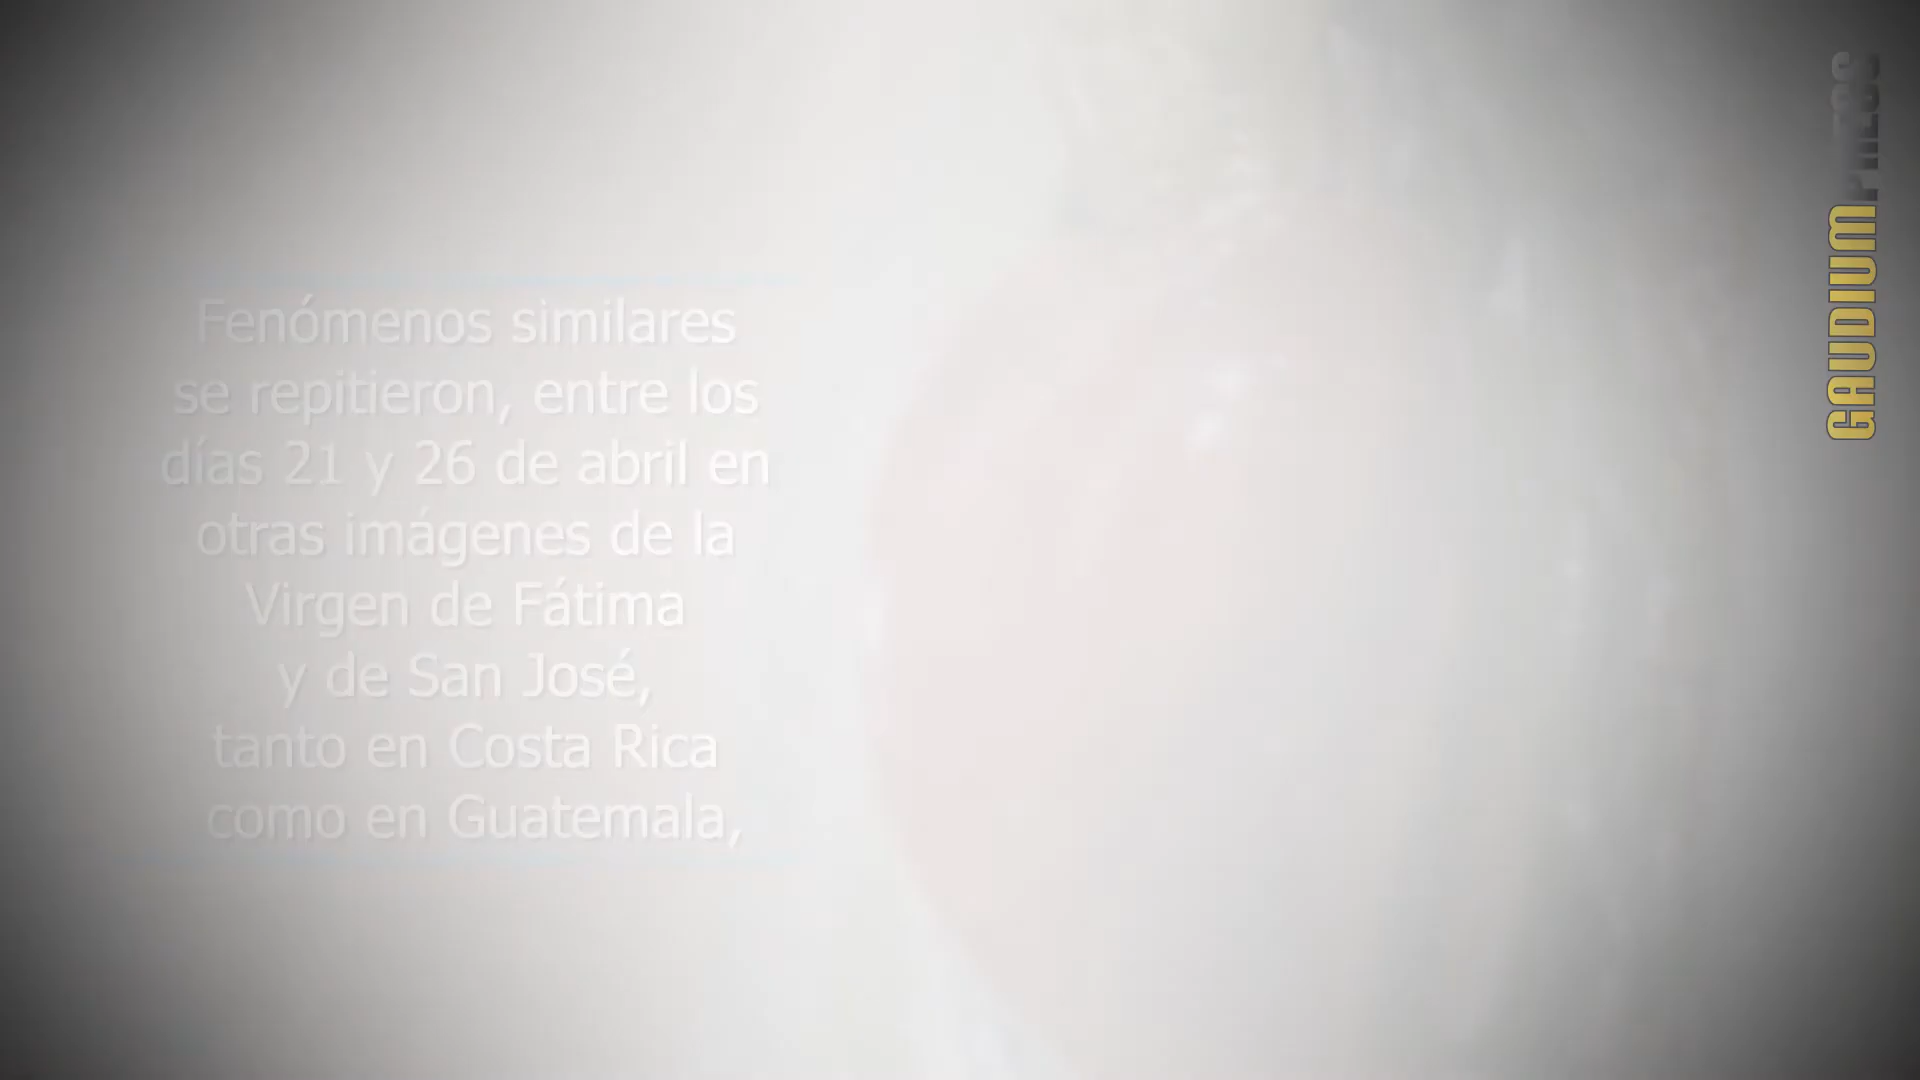 Fenómenos similares
se repitieron, entre los
días 21 y 26 de abril en
otras imágenes de la
Virgen de Fátima
y de San José,
tanto en Costa Rica
como en Guatemala,
GAUDIUM PRESS